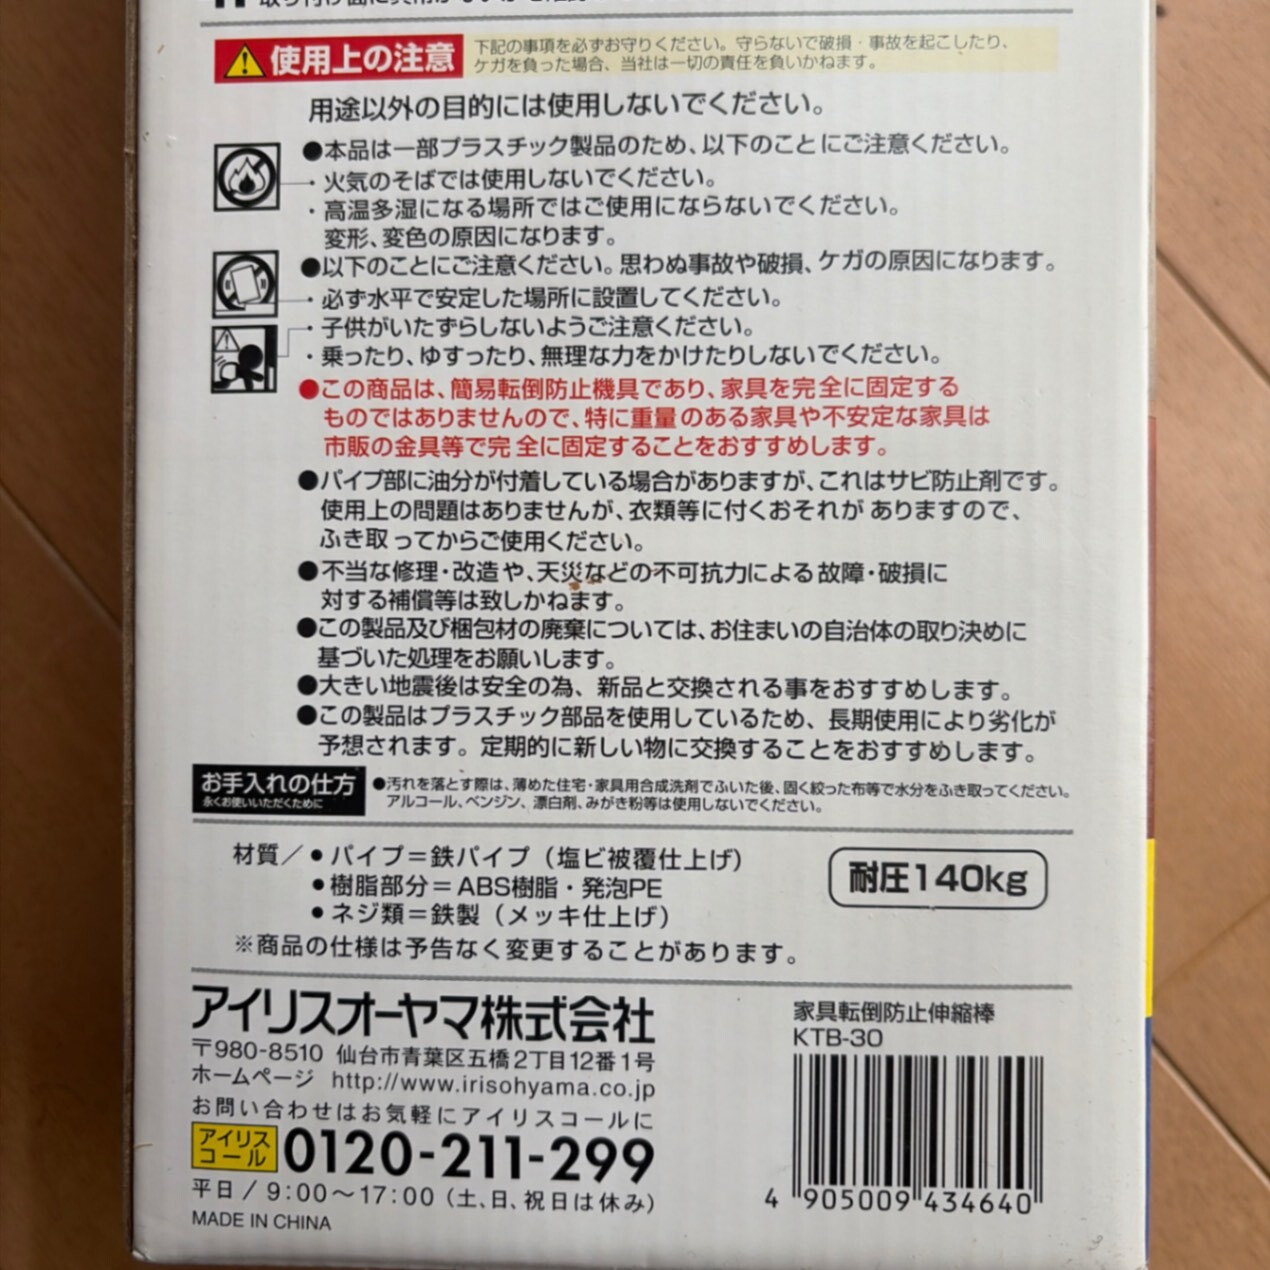 使用上の注意
下記の事項を必ずお守りください。守らないで破損・事故を起こしたり、
ケガを負った場合、当社は一切の責任を負いかねます。
用途以外の目的には使用しないでください。
●本品は一部プラスチック製品のため、以下のことにご注意ください。
・火気のそばでは使用しないでください。
・高温多湿になる場所ではご使用にならないでください。
変形、変色の原因になります。
●以下のことにご注意ください。思わぬ事故や破損、ケガの原因になります。
・必ず水平で安定した場所に設置してください。
・子供がいたずらしないようご注意ください。
・乗ったり、ゆすったり、無理な力をかけたりしないでください。
●この商品は、簡易転倒防止機具であり、家具を完全に固定する
ものではありませんので、特に重量のある家具や不安定な家具は
市販の金具等で完全に固定することをおすすめします。
●パイプ部に油分が付着している場合がありますが、これはサビ防止剤です。
使用上の問題はありませんが、衣類等に付くおそれがありますので、
ふき取ってからご使用ください。
●不当な修理・改造や、天災などの不可抗力による故障・破損に
対する補償等は致しかねます。
●この製品及び梱包材の廃棄については、お住まいの自治体の取り決めに
基づいた処理をお願いします。
●大きい地震後は安全の為、新品と交換される事をおすすめします。
●この製品はプラスチック部品を使用しているため、長期使用により劣化が
予想されます。定期的に新しい物に交換することをおすすめします。
お手入れの仕方
永くお使いいただくために
●汚れを落とす際は、薄めた住宅・家具用合成洗剤でふいた後、固く絞った布等で水分をふき取ってください。
アルコール、ベンジン、漂白剤、みがき粉等は使用しないでください。
材質／●パイプ＝鉄パイプ（塩ビ被覆仕上げ）
●樹脂部分＝ABS樹脂・発泡PE
●ネジ類＝鉄製（メッキ仕上げ）
耐圧140kg
※商品の仕様は予告なく変更することがあります。
アイリスオーヤマ株式会社
〒980-8510 仙台市青葉区五橋2丁目12番1号
ホームページ http://www.irisohyama.co.jp
お問い合わせはお気軽にアイリスコールに
アイリス
コール
0120-211-299
平日/9:00～17:00（土、日、祝日は休み）
MADE IN CHINA
家具転倒防止伸縮棒
KTB-30
4 905009 434640